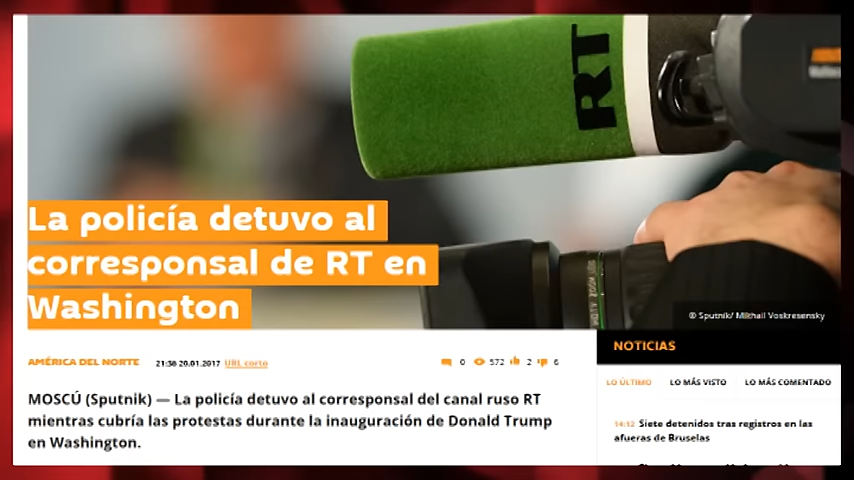 RT
La policía detuvo al
corresponsal de RT en
Washington
© Sputnik/ Mikhail Voskresensky
AMÉRICA DEL NORTE 21:36 20.01.2017 URL corto 0 572 2 6
MOSCÚ (Sputnik) — La policía detuvo al corresponsal del canal ruso RT
mientras cubría las protestas durante la inauguración de Donald Trump
en Washington.
NOTICIAS
LO ÚLTIMO LO MÁS VISTO LO MÁS COMENTADO
14:12 Siete detenidos tras registros en las
afueras de Bruselas